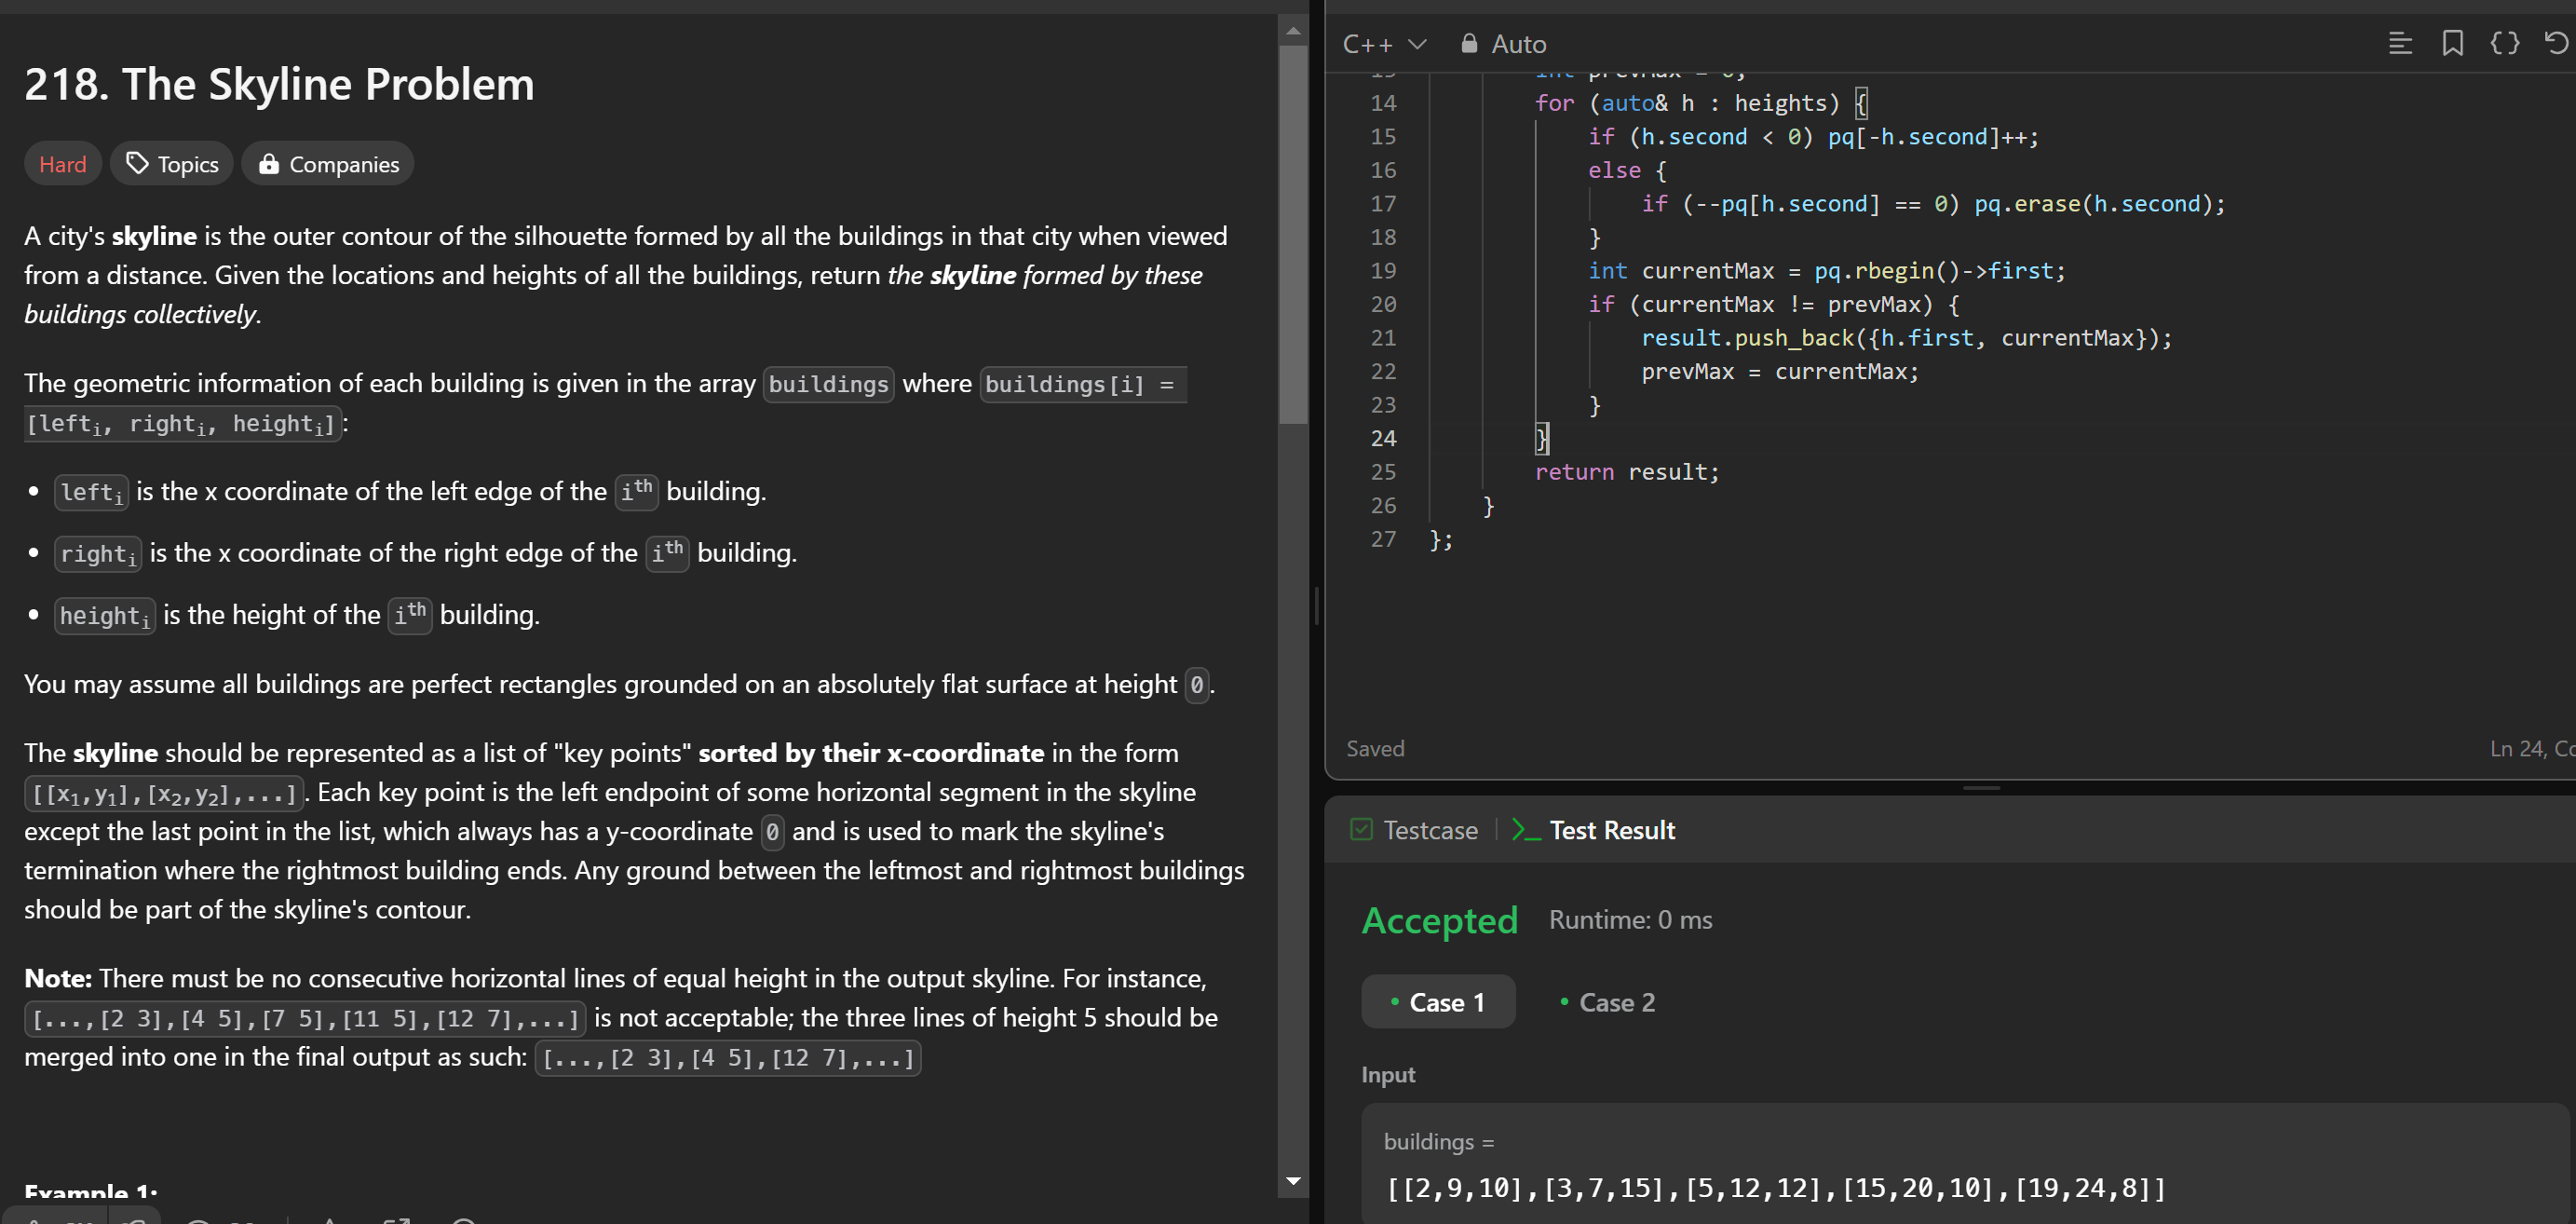 218. The Skyline Problem
Hard Topics Companies
A city's skyline is the outer contour of the silhouette formed by all the buildings in that city when viewed
from a distance. Given the locations and heights of all the buildings, return the skyline formed by these
buildings collectively.
The geometric information of each building is given in the array buildings where buildings[i] =
[lefti, righti, heighti]:
• lefti is the x coordinate of the left edge of the ith building.
• righti is the x coordinate of the right edge of the ith building.
• heighti is the height of the ith building.
You may assume all buildings are perfect rectangles grounded on an absolutely flat surface at height 0.
The skyline should be represented as a list of "key points" sorted by their x-coordinate in the form
[[x1,y1],[x2,y2],...]. Each key point is the left endpoint of some horizontal segment in the skyline
except the last point in the list, which always has a y-coordinate 0 and is used to mark the skyline's
termination where the rightmost building ends. Any ground between the leftmost and rightmost buildings
should be part of the skyline's contour.
Note: There must be no consecutive horizontal lines of equal height in the output skyline. For instance,
[...,[2 3],[4 5],[7 5],[11 5],[12 7],...] is not acceptable; the three lines of height 5 should be
merged into one in the final output as such: [...,[2 3],[4 5],[12 7],...]
Example 1:
C++ Auto
13 int prevMax = 0;
14 for (auto& h : heights) {
15 if (h.second < 0) pq[-h.second]++;
16 else {
17 if (--pq[h.second] == 0) pq.erase(h.second);
18 }
19 int currentMax = pq.rbegin()->first;
20 if (currentMax != prevMax) {
21 result.push_back({h.first, currentMax});
22 prevMax = currentMax;
23 }
24 }
25 return result;
26 }
27 };
Saved Ln 24,
Testcase Test Result
Accepted Runtime: 0 ms
• Case 1 • Case 2
Input
buildings =
[[2,9,10],[3,7,15],[5,12,12],[15,20,10],[19,24,8]]